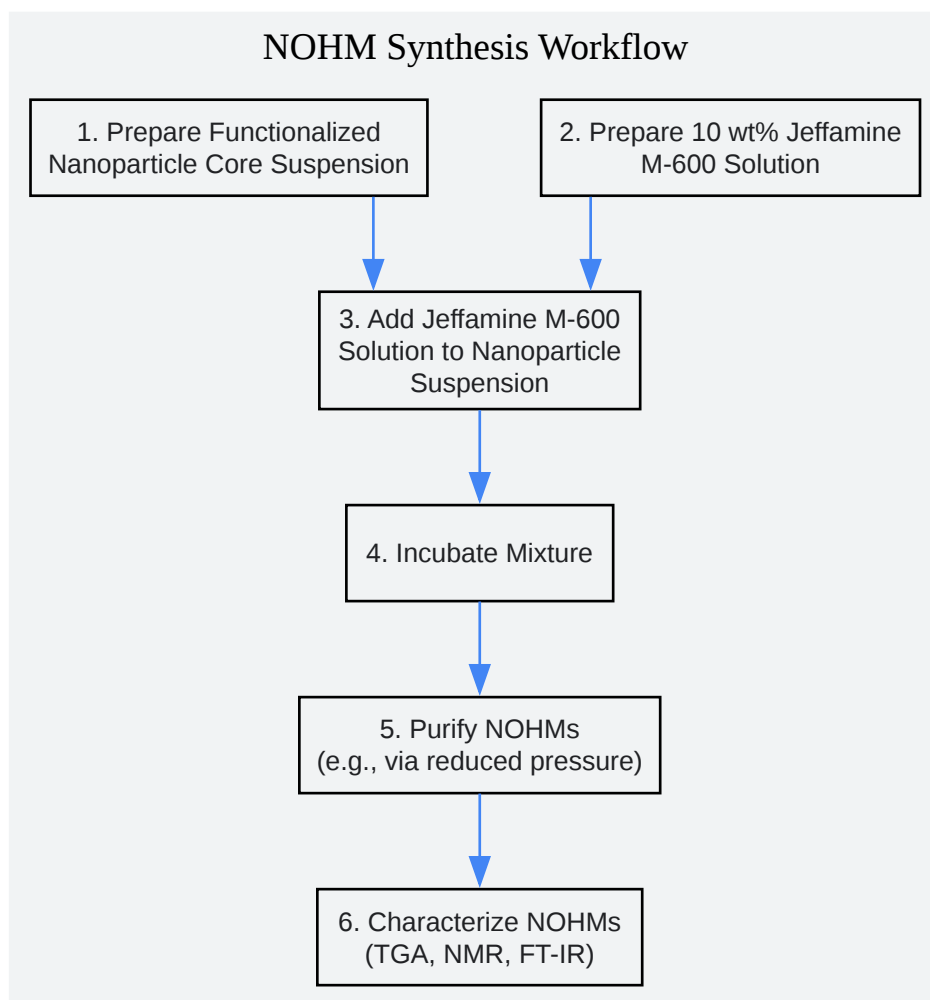 NOHM Synthesis Workflow
1. Prepare Functionalized
Nanoparticle Core Suspension
2. Prepare 10 wt% Jeffamine
M-600 Solution
3. Add Jeffamine M-600
Solution to Nanoparticle
Suspension
4. Incubate Mixture
5. Purify NOHMs
(e.g., via reduced pressure)
6. Characterize NOHMs
(TGA, NMR, FT-IR)